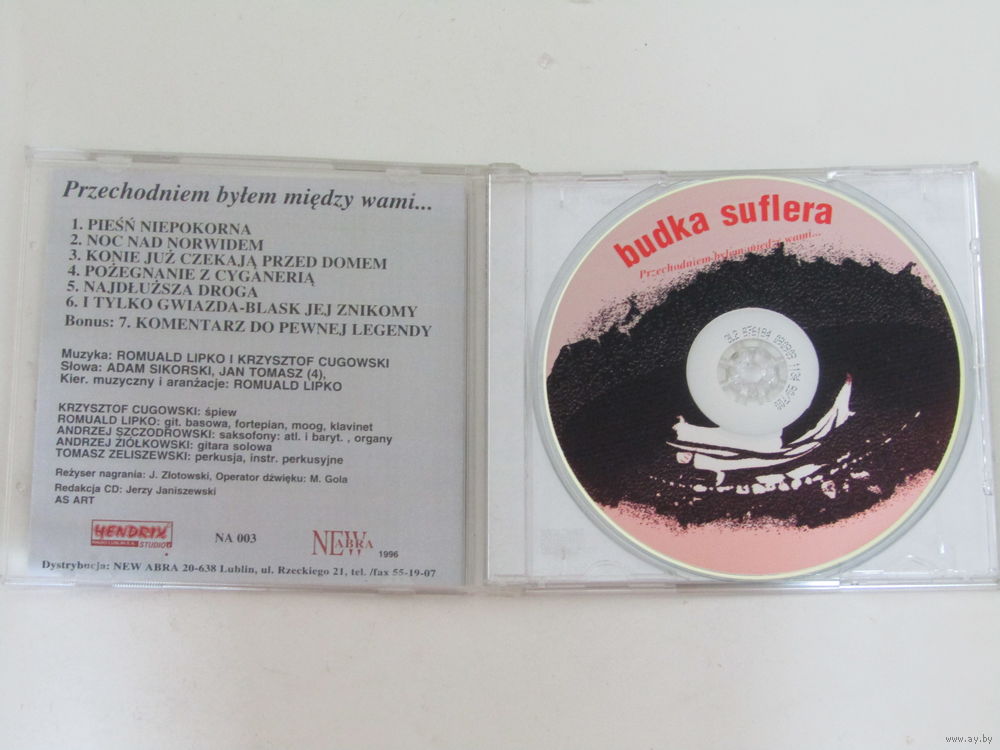 Przechodniem byłem między wami...
1. PIEŚŃ NIEPOKORNA
2. NOC NAD NORWIDEM
3. KONIE JUŻ CZEKAJĄ PRZED DOMEM
4. POŻEGNANIE Z CYGANERIĄ
5. NAJDŁUŻSZA DROGA
6. I TYLKO GWIAZDA-BLASK JEJ ZNIKOMY
Bonus: 7. KOMENTARZ DO PEWNEJ LEGENDY
Muzyka: ROMUALD LIPKO I KRZYSZTOF CUGOWSKI
Słowa: ADAM SIKORSKI, JAN TOMASZ (4),
Kier. muzyczny i aranżacje: ROMUALD LIPKO
KRZYSZTOF CUGOWSKI: śpiew
ROMUALD LIPKO: git. basowa, fortepian, moog, klavinet
ANDRZEJ SZCZODROWSKI: saksofony: atl. i baryt. , organy
ANDRZEJ ZIÓŁKOWSKI: gitara solowa
TOMASZ ZELISZEWSKI: perkusja, instr. perkusyjne
Reżyser nagrania: J. Złotowski, Operator dźwięku: M. Gola
Redakcja CD: Jerzy Janiszewski
AS ART
HENDRIX
STUDIO
NA 003
NEW ABRA
1996
Dystrybucja: NEW ABRA 20-638 Lublin, ul. Rzeckiego 21, tel. /fax 55-19-07
budka suflera
Przechodniem byłem między wami...
www.ay.by